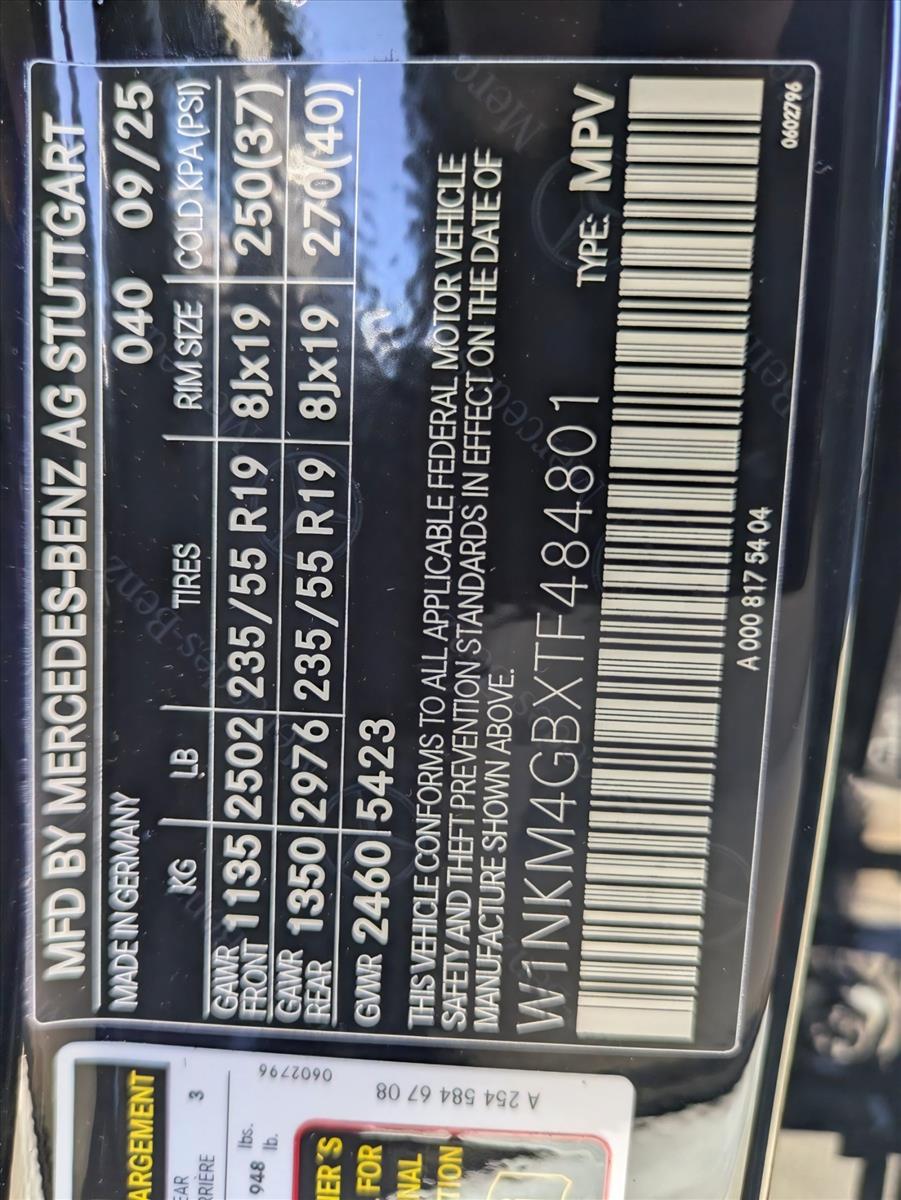 MFD BY MERCEDES-BENZ AG STUTTGART
MADE IN GERMANY 040 09/25
KG LB TIRES RIM SIZE COLD KPA(PSI)
GAWR FRONT 1135 2502 235/55 R19 8Jx19 250(37)
GAWR REAR 1350 2976 235/55 R19 8Jx19 270(40)
GWR 2460 5423
THIS VEHICLE CONFORMS TO ALL APPLICABLE FEDERAL MOTOR VEHICLE
SAFETY AND THEFT PREVENTION STANDARDS IN EFFECT ON THE DATE OF
MANUFACTURE SHOWN ABOVE.
W1NKM4GBXTF484801 TYPE: MPV
A 000 817 54 04 0602796
ARGEMENT
3
lbs.
948 lb.
0602796
A 254 584 67 08
FOR